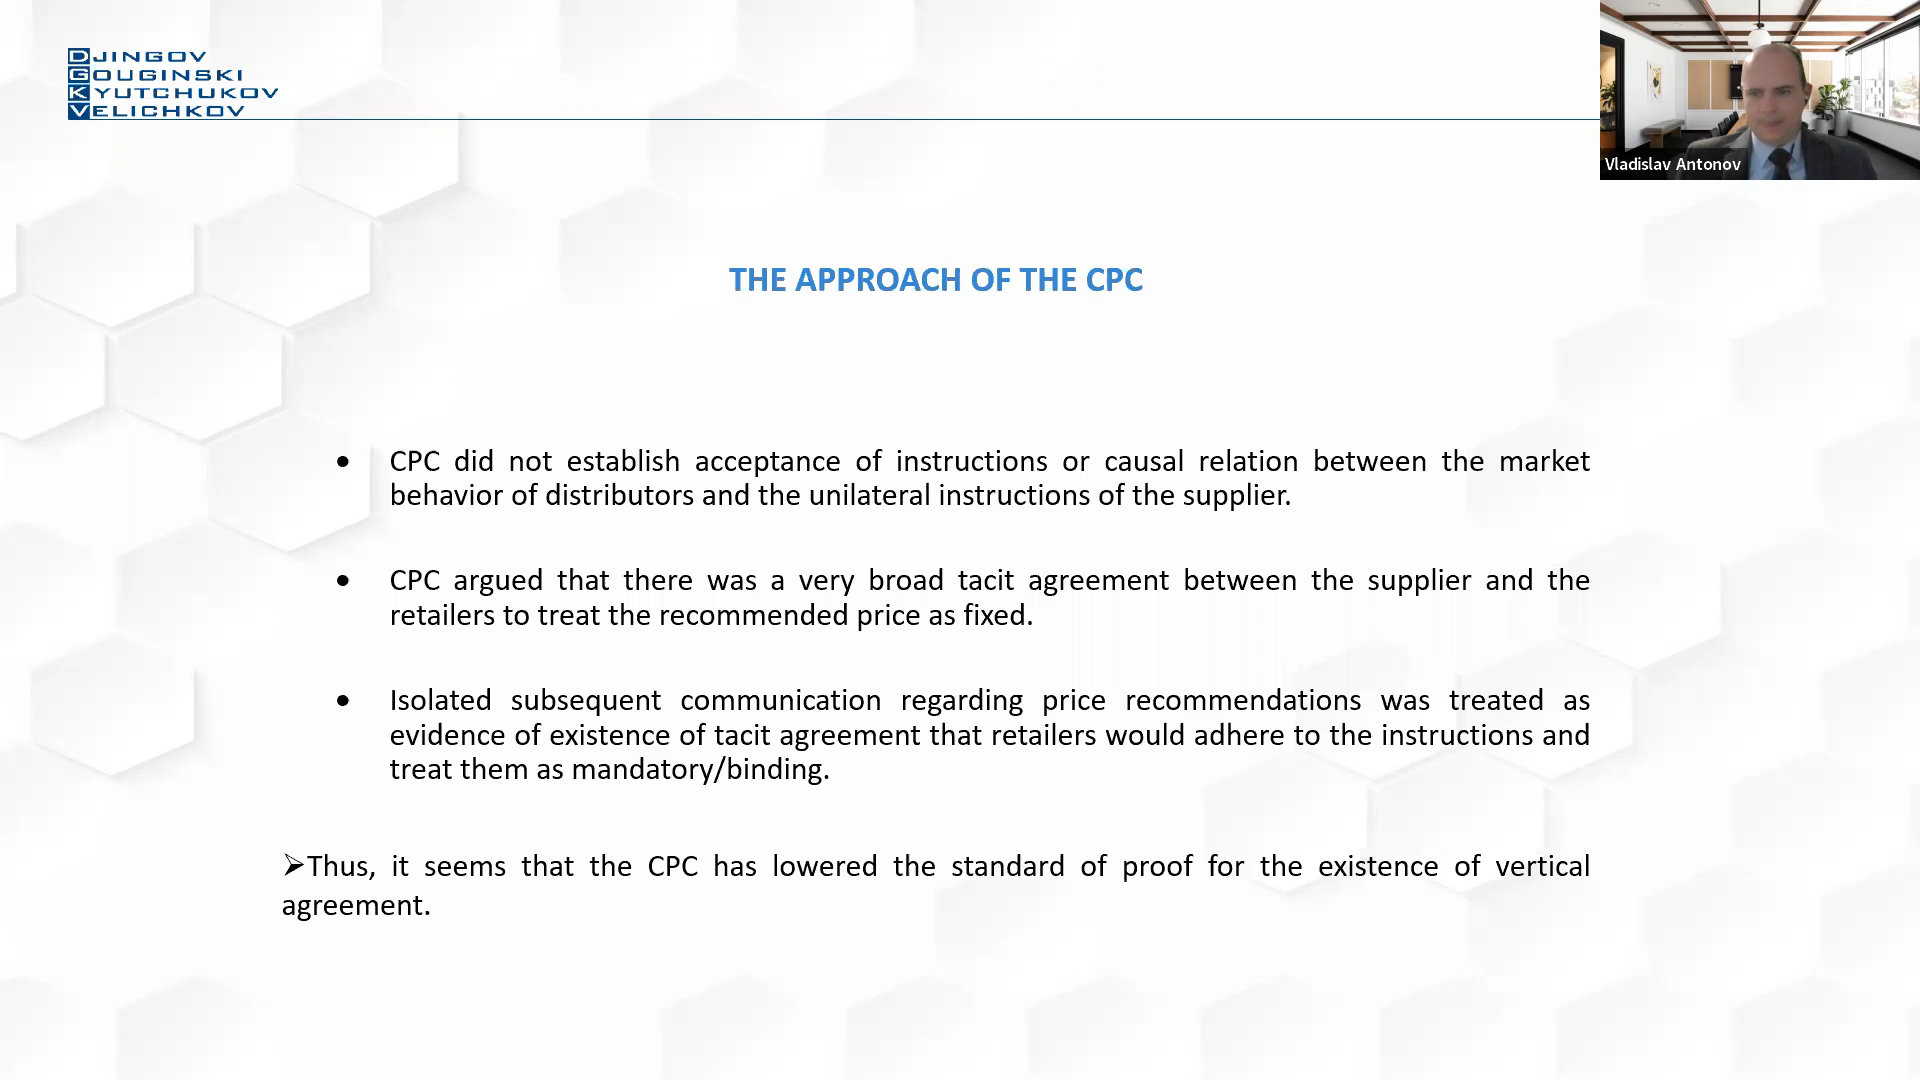 DJINGOV
GOUGINSKI
KYUTCHUKOV
VELICHKOV
Vladislav Antonov
THE APPROACH OF THE CPC
• CPC did not establish acceptance of instructions or causal relation between the market
behavior of distributors and the unilateral instructions of the supplier.
• CPC argued that there was a very broad tacit agreement between the supplier and the
retailers to treat the recommended price as fixed.
• Isolated subsequent communication regarding price recommendations was treated as
evidence of existence of tacit agreement that retailers would adhere to the instructions and
treat them as mandatory/binding.
➢Thus, it seems that the CPC has lowered the standard of proof for the existence of vertical
agreement.